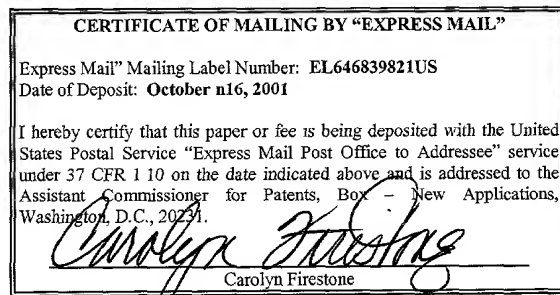 CERTIFICATE OF MAILING BY “EXPRESS MAIL”
Express Mail” Mailing Label Number: EL646839821US
Date of Deposit: October n16, 2001
I hereby certify that this paper or fee is being deposited with the United
States Postal Service “Express Mail Post Office to Addressee” service
under 37 CFR 1 10 on the date indicated above and is addressed to the
Assistant Commissioner for Patents, Box – New Applications,
Washington, D.C., 20231.
Carolyn Firestone
Carolyn Firestone